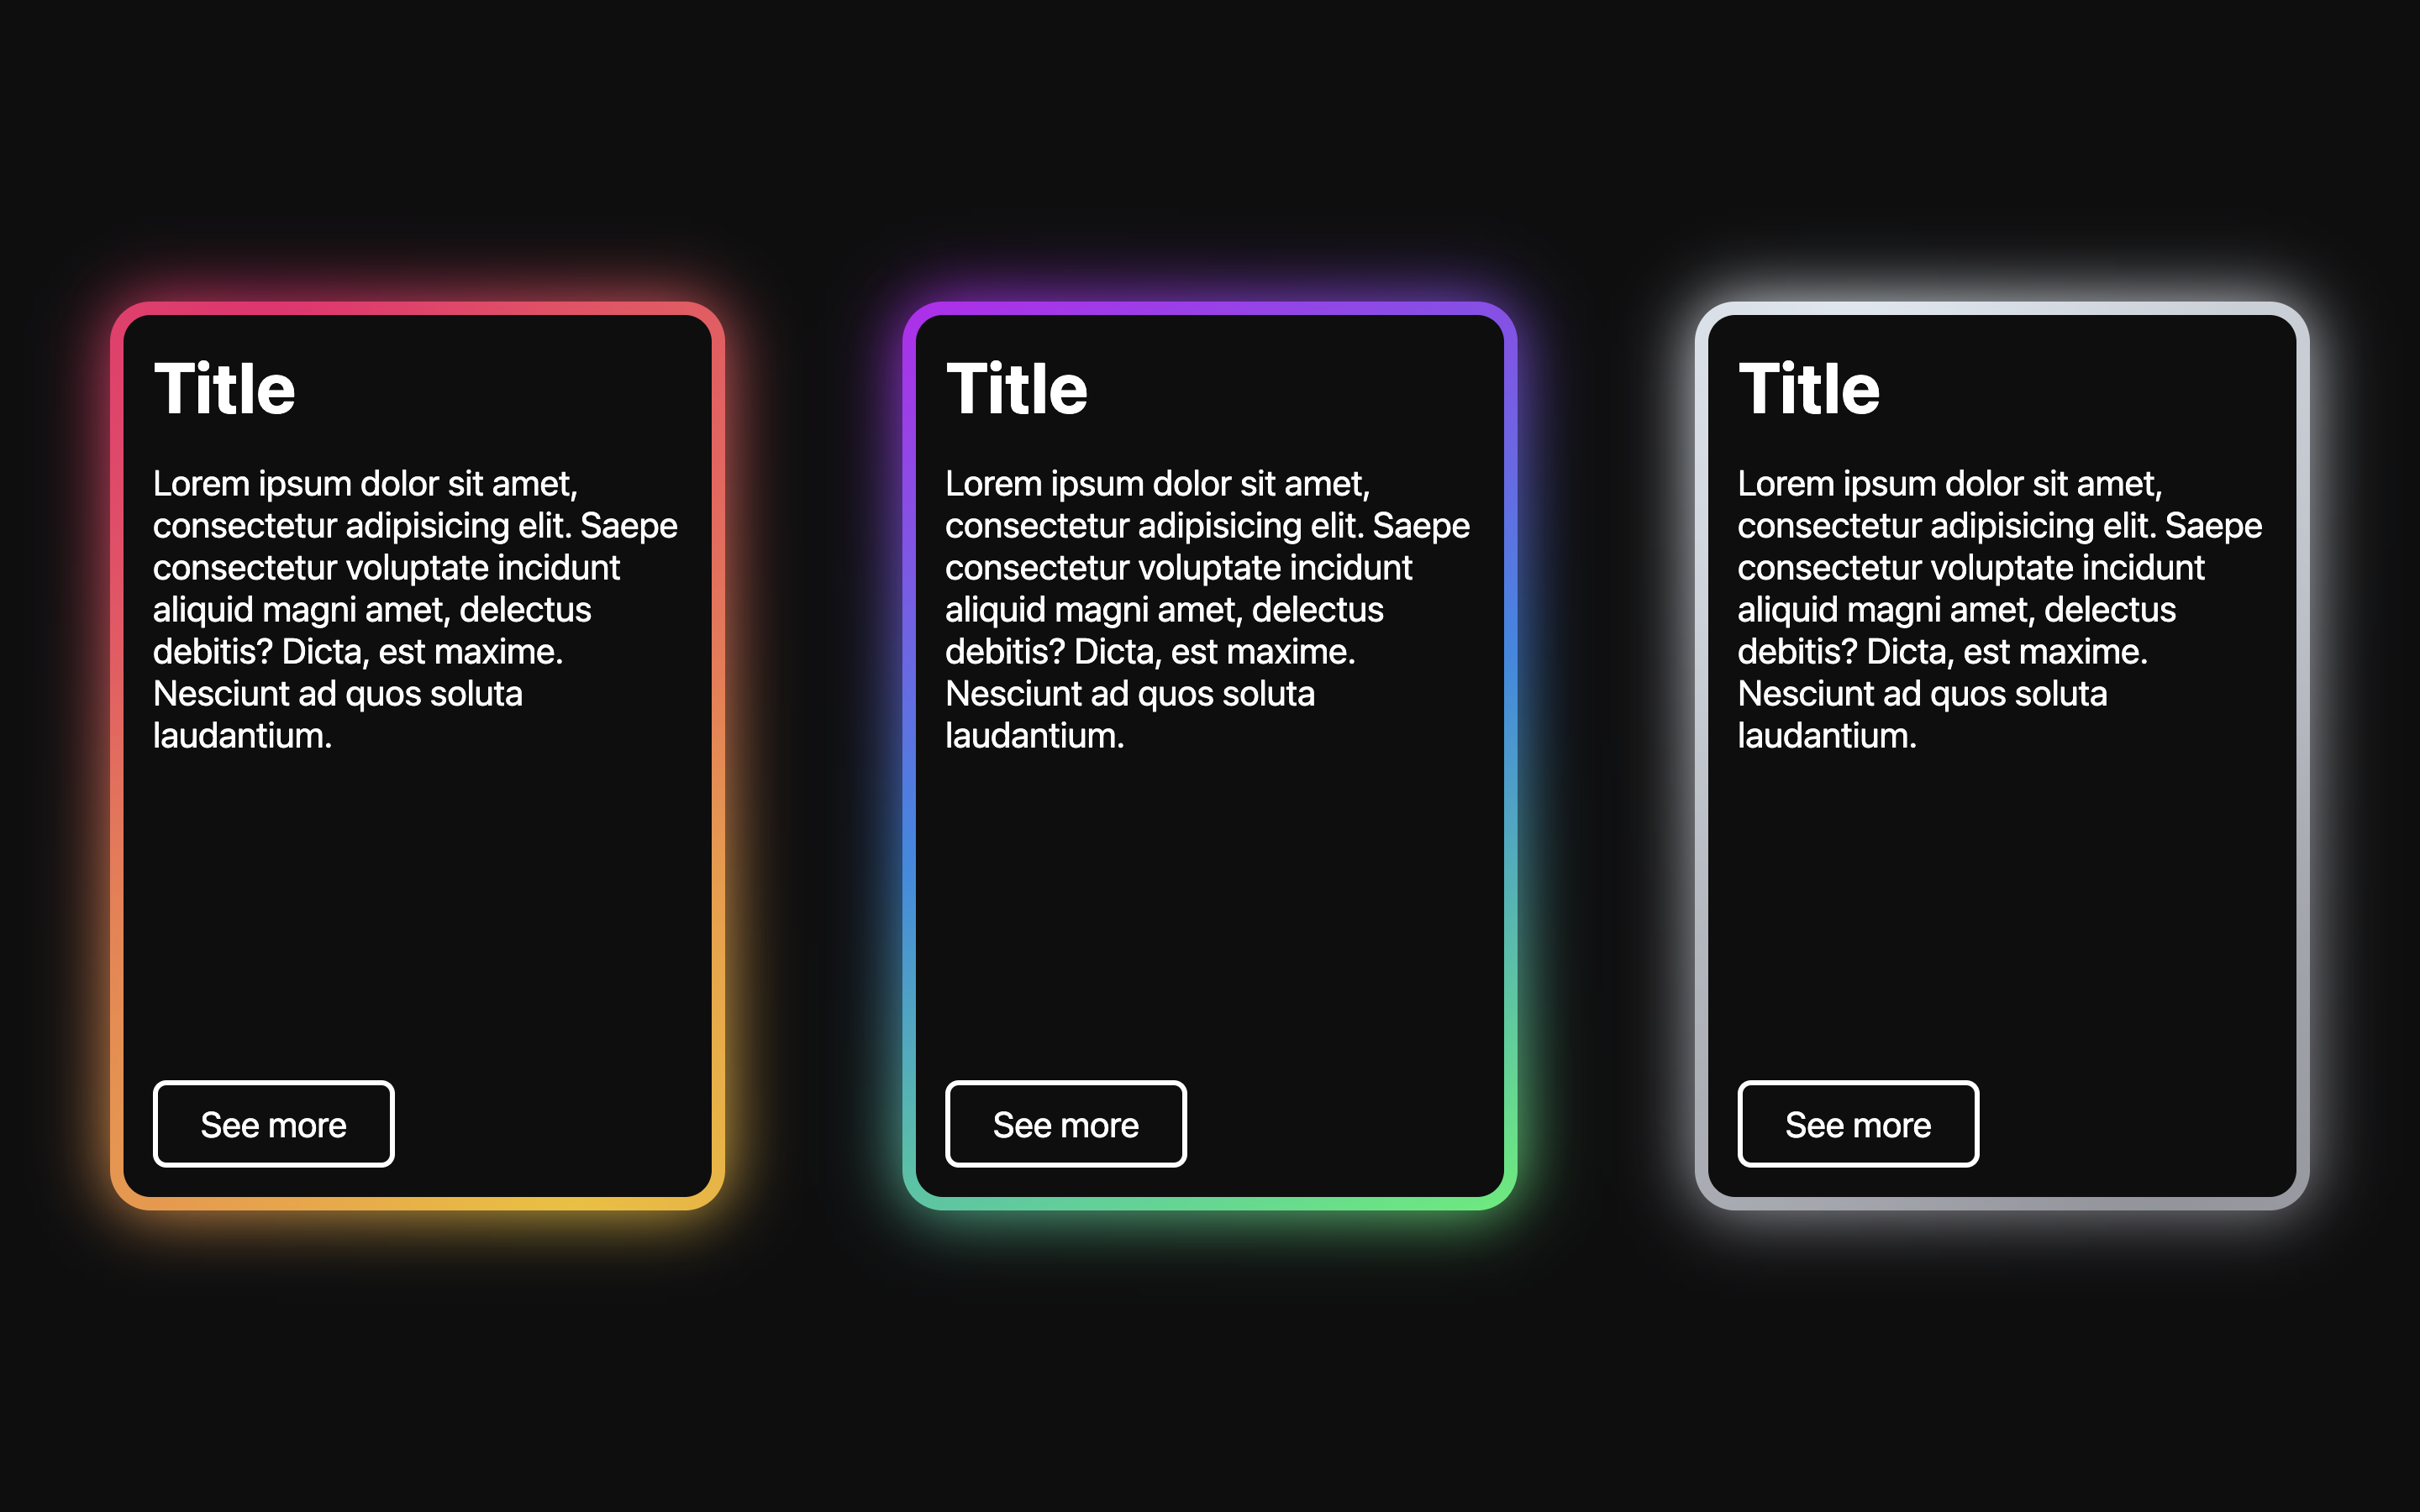 Title
Lorem ipsum dolor sit amet,
consectetur adipisicing elit. Saepe
consectetur voluptate incidunt
aliquid magni amet, delectus
debitis? Dicta, est maxime.
Nesciunt ad quos soluta
laudantium.
See more
Title
Lorem ipsum dolor sit amet,
consectetur adipisicing elit. Saepe
consectetur voluptate incidunt
aliquid magni amet, delectus
debitis? Dicta, est maxime.
Nesciunt ad quos soluta
laudantium.
See more
Title
Lorem ipsum dolor sit amet,
consectetur adipisicing elit. Saepe
consectetur voluptate incidunt
aliquid magni amet, delectus
debitis? Dicta, est maxime.
Nesciunt ad quos soluta
laudantium.
See more